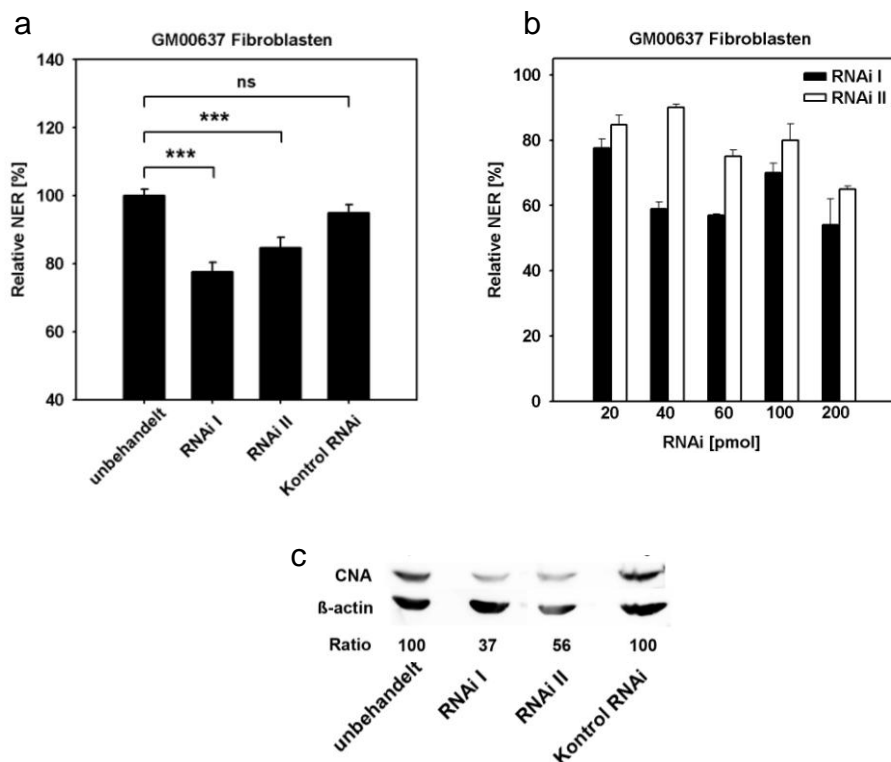 a
GM00637 Fibroblasten
Relative NER [%]
140
120
100
80
60
40
ns
***
***
unbehandelt
RNAi I
RNAi II
Kontrol RNAi
b
GM00637 Fibroblasten
RNAi I
RNAi II
Relative NER [%]
100
80
60
40
20
0
20 40 60 100 200
RNAi [pmol]
c
CNA
ß-actin
Ratio 100 37 56 100
unbehandelt
RNAi I
RNAi II
Kontrol RNAi